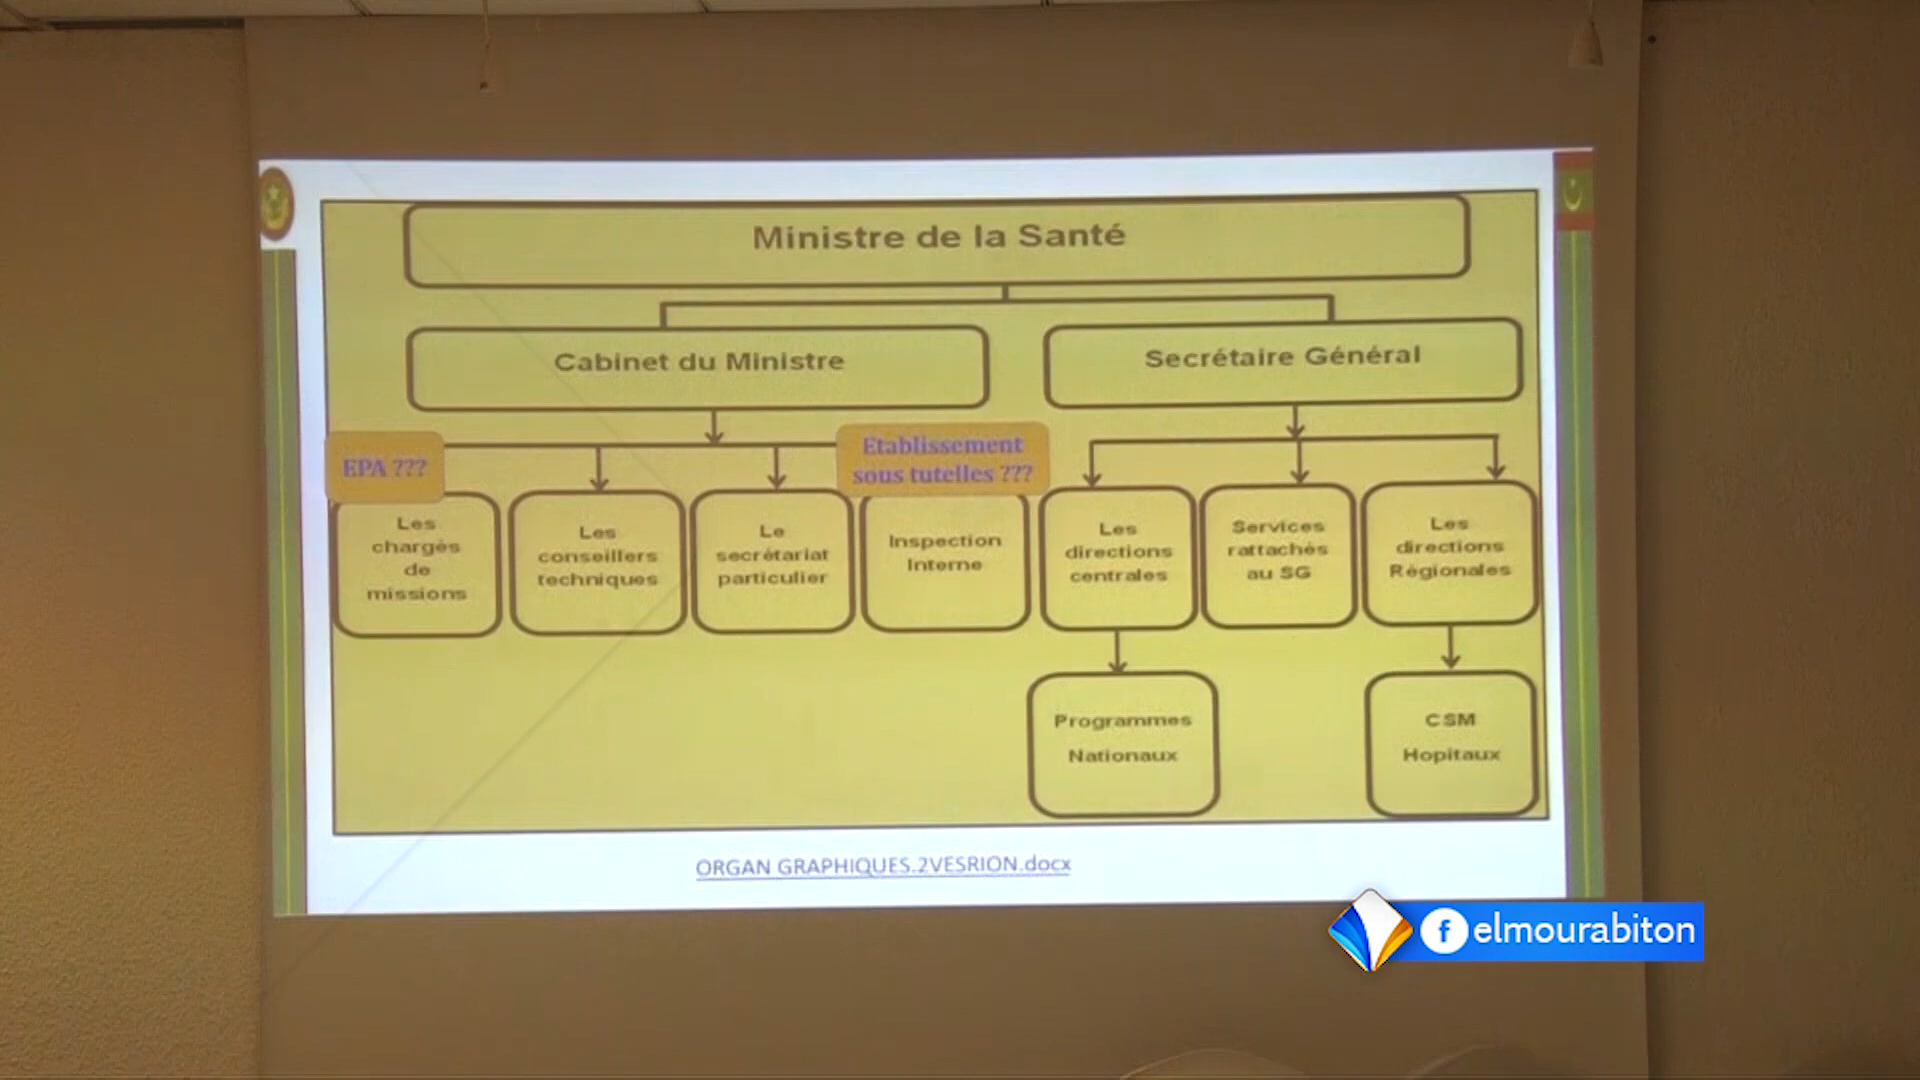 Ministre de la Santé
Cabinet du Ministre
Secrétaire Général
EPA ???
Etablissement
sous tutelles ???
Les
chargés
de
missions
Les
conseillers
techniques
Le
secrétariat
particulier
Inspection
Interne
Les
directions
centrales
Services
rattachés
au SG
Les
directions
Régionales
Programmes
Nationaux
CSM
Hopitaux
ORGAN GRAPHIQUES.2VESRION.docx
f elmourabiton